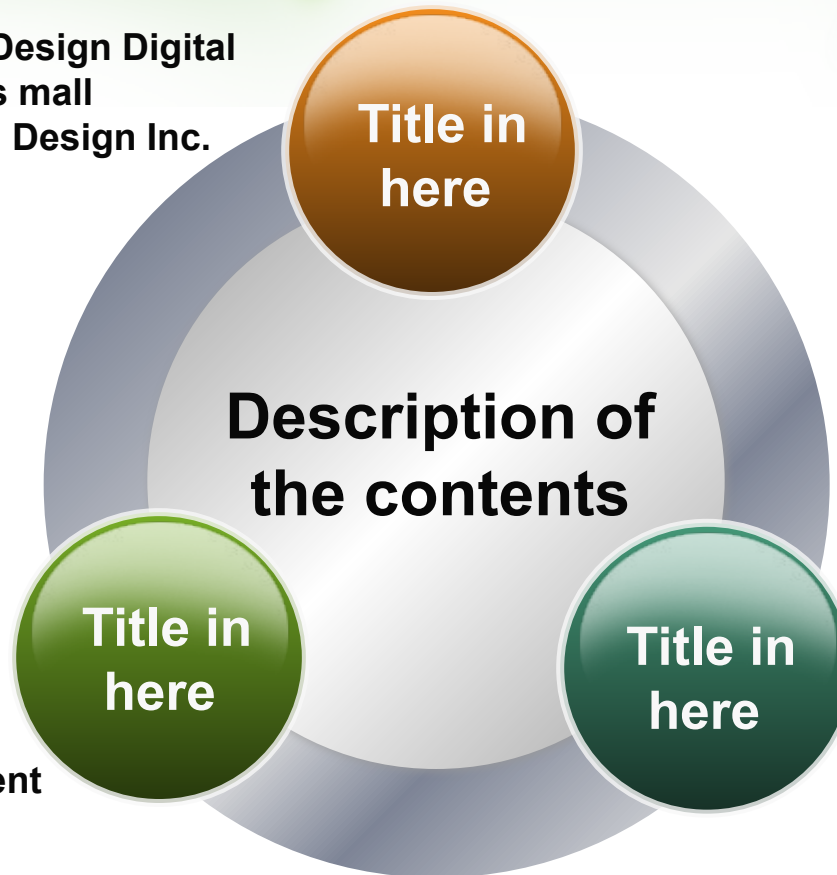 Design Digital
s mall
Design Inc.
Title in
here
Description of
the contents
Title in
here
Title in
here
ent